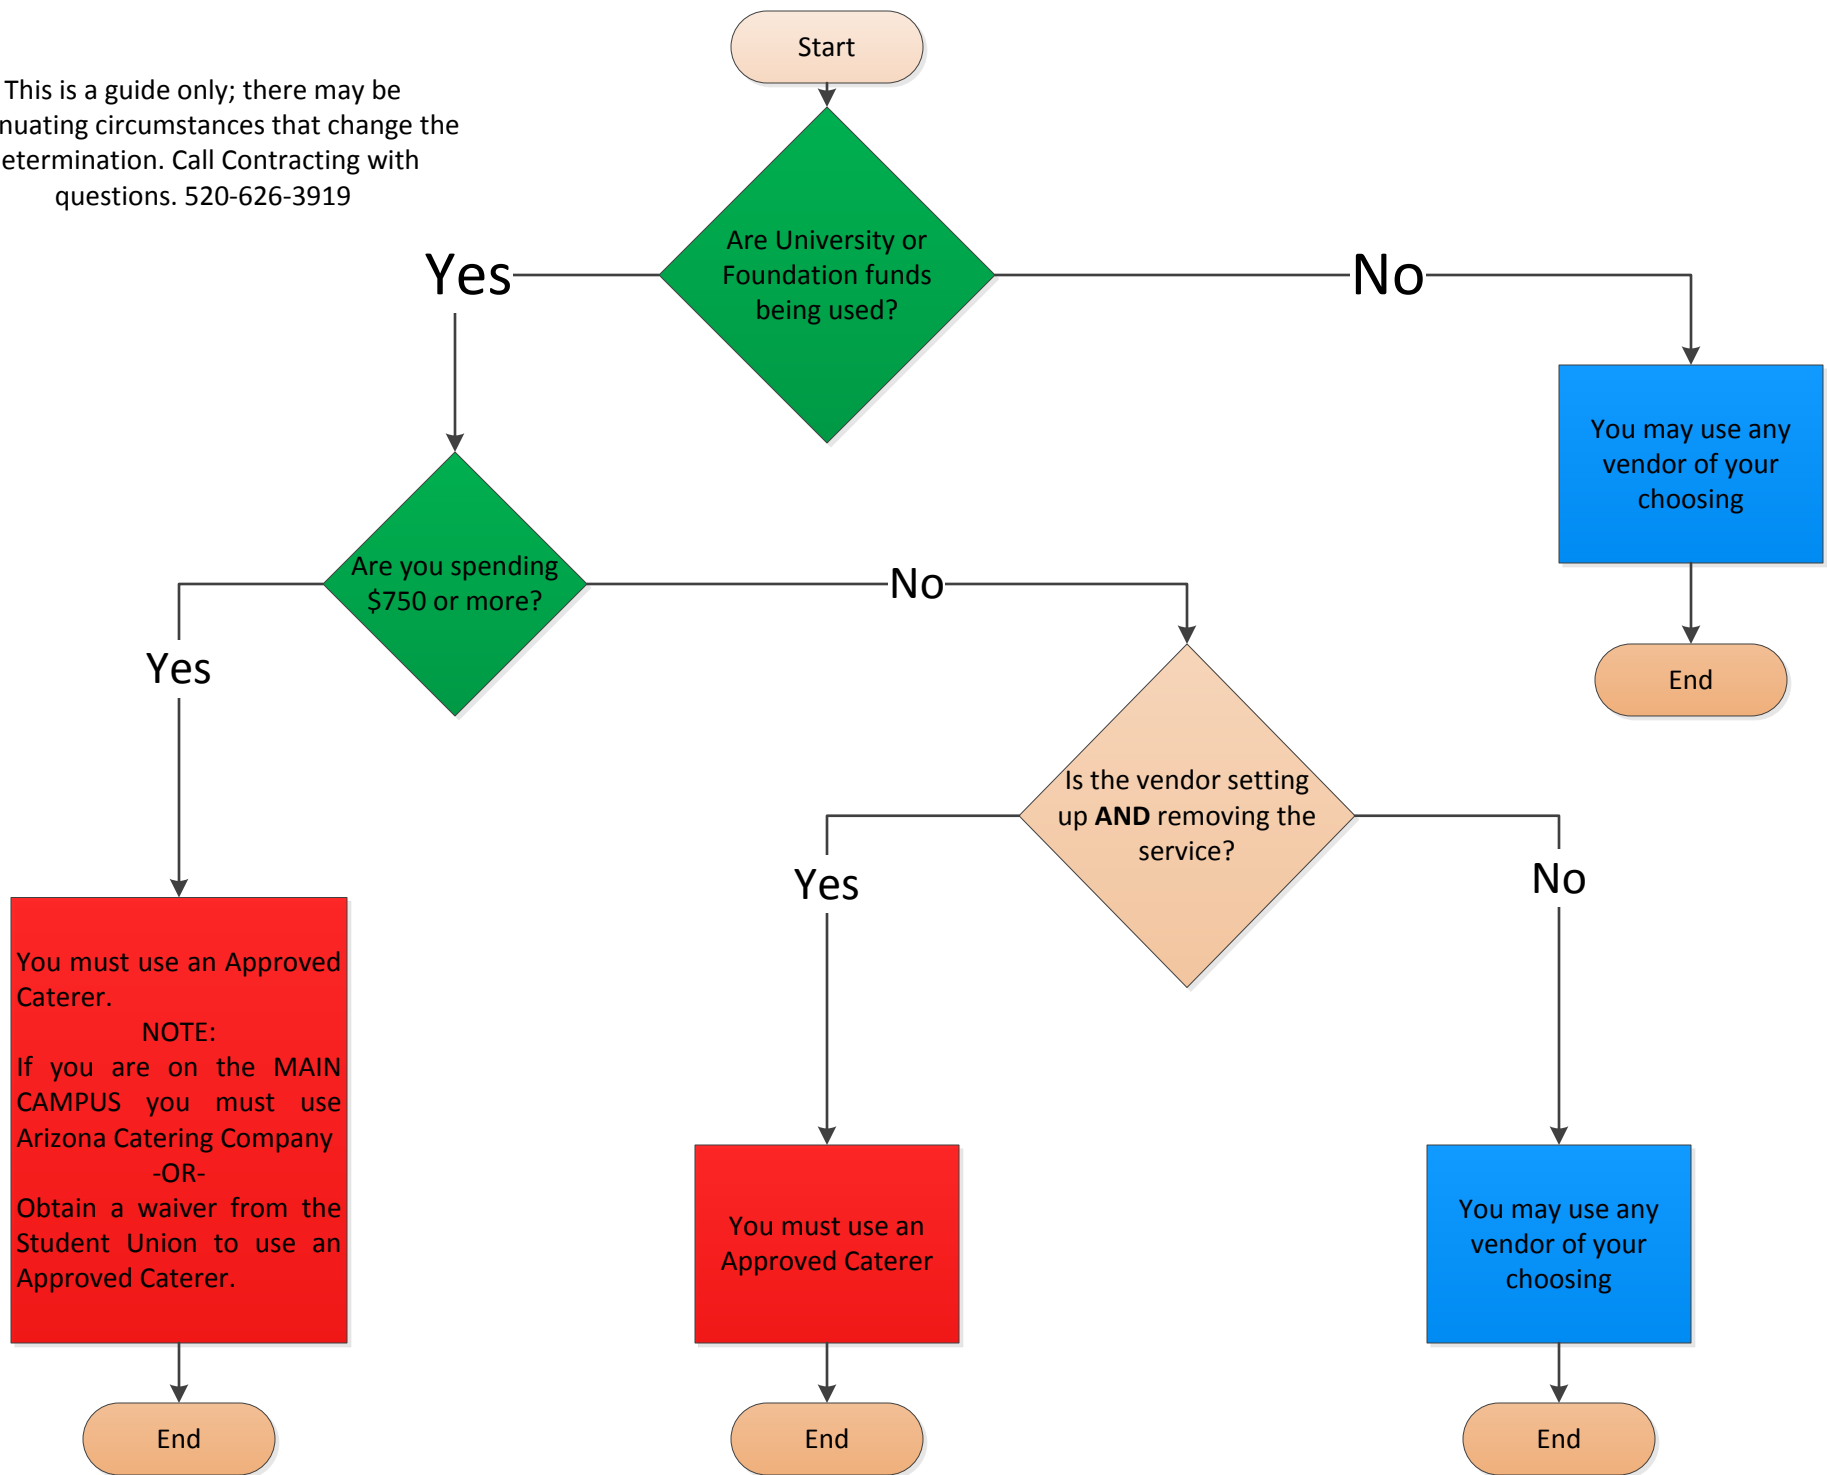 Start
This is a guide only; there may be
circumstances that change the
Call Contracting with
questions. 520-626-3919
Are University or
Foundation funds
being used?
Yes
No
You may use any
vendor of your
choosing
End
Are you spending
$750 or more?
Yes
No
Is the vendor setting
up AND removing the
service?
Yes
No
You must use an Approved
Caterer.
NOTE:
If you are on the MAIN
CAMPUS you must use
Arizona Catering Company
-OR-
Obtain a waiver from the
Student Union to use an
Approved Caterer.
End
You must use an
Approved Caterer
End
You may use any
vendor of your
choosing
End